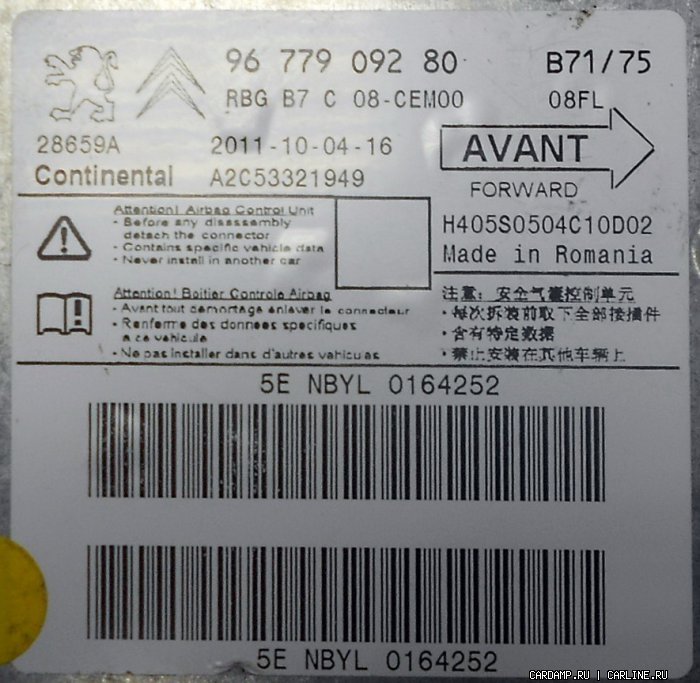 96 779 092 80 B71/75
RBG B7 C 08-CEM00 08FL
28659A 2011-10-04-16
Continental A2C53321949
AVANT
FORWARD
Attention! Airbag Control Unit
- Before any disassembly
detach the connector
- Contains specific vehicle data
- Never install in another car
H405S0504C10D02
Made in Romania
Attention! Boitier Controle Airbag
- Avant tout demontage enlever le connecteur
- Renferme des donnees specifiques
a ce vehicule
- Ne pas installer dans d'autres vehicules
注意: 安全气囊控制单元
·每次拆装前取下全部接插件
·含有特定数据
·禁止安装在其他车辆上
5E NBYL 0164252
5E NBYL 0164252
CARDAMP.RU | CARLINE.RU